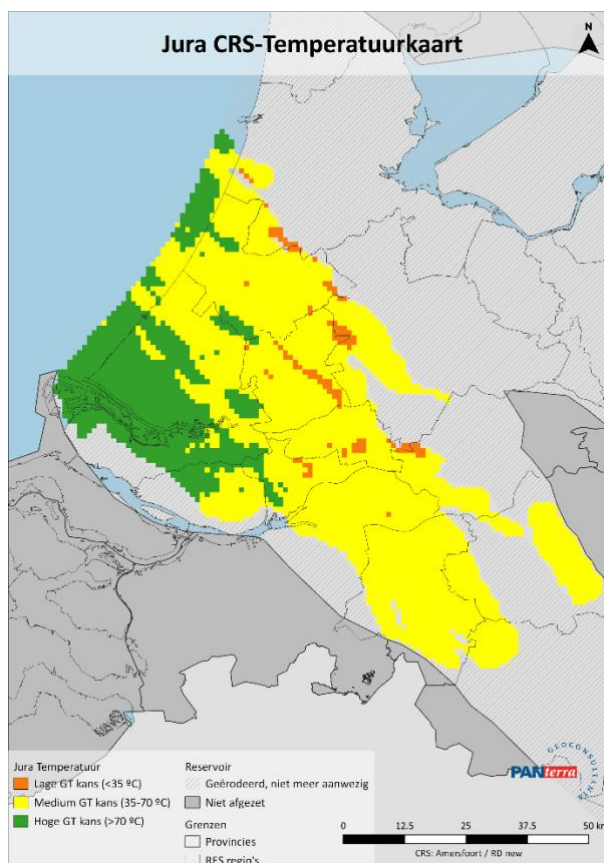 Jura CRS-Temperatuurkaart
N
Jura Temperatuur
Lage GT kans (<35 ºC)
Medium GT kans (35-70 ºC)
Hoge GT kans (>70 ºC)
Reservoir
Geërodeerd, niet meer aanwezig
Niet afgezet
Grenzen
Provincies
RES regio's
PANterra
GEOCONSULTANTS
0 12.5 25 37.5 50 km
CRS: Amersfoort / RD new